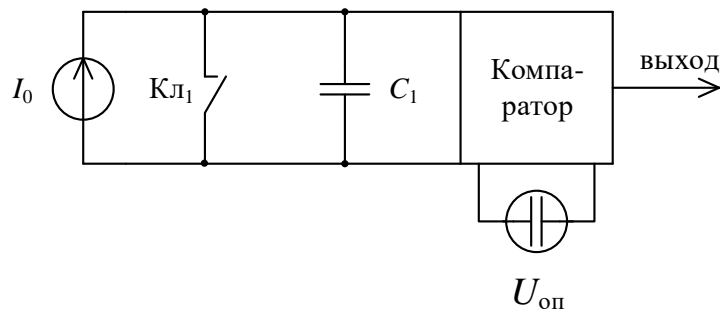 выход
Компа-
ратор
I₀
Кл₁
C₁
Uоп